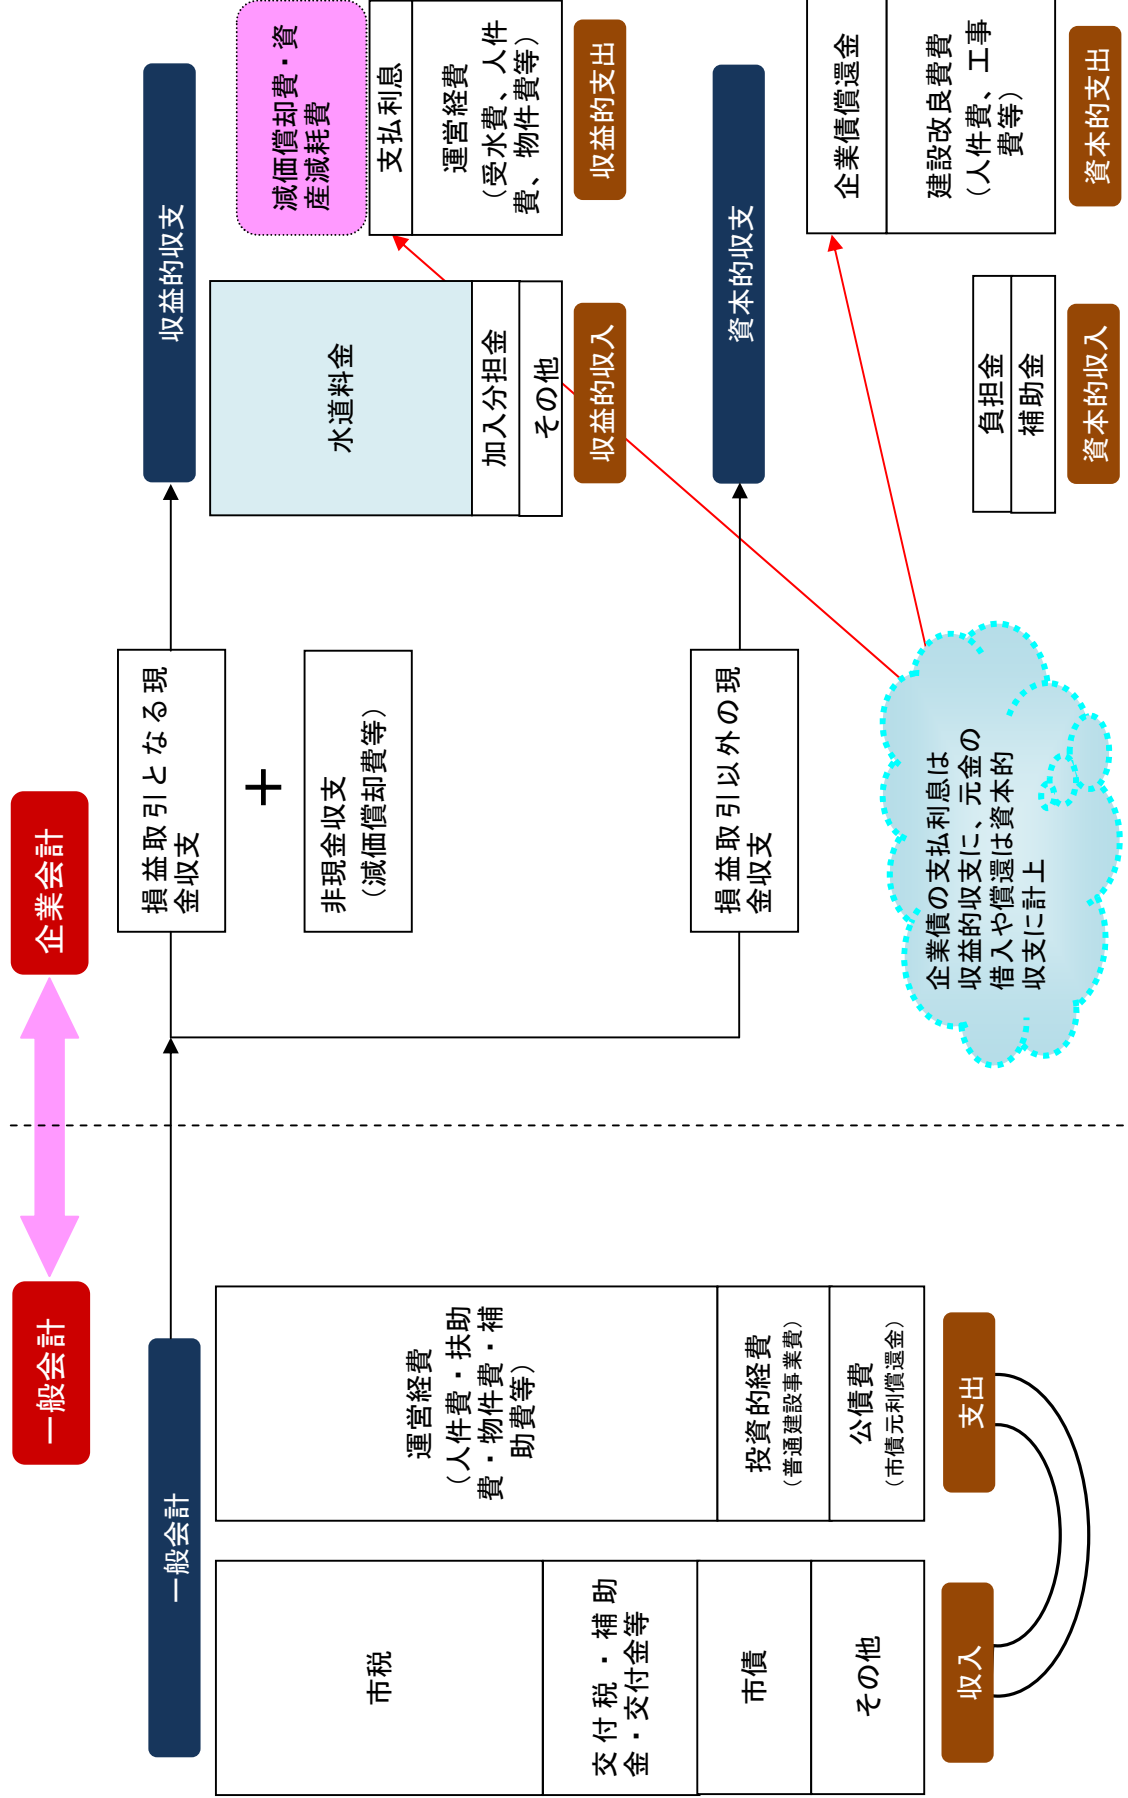 一般会計
企業会計
一般会計
市税
交付税・補助
金・交付金等
市債
その他
収入
運営経費
（人件費・扶助
費・物件費・補
助費等）
投資的経費
（普通建設事業費）
公債費
（市債元利償還金）
支出
損益取引となる現
金収支
＋
非現金収支
（減価償却費等）
損益取引以外の現
金収支
企業債の支払利息は
収益的収支に、元金の
借入や償還は資本的
収支に計上
収益的収支
水道料金
加入分担金
その他
収益的収入
減価償却費・資
産減耗費
支払利息
運営経費
（受水費、人件
費、物件費等）
収益的支出
資本的収支
負担金
補助金
資本的収入
企業債償還金
建設改良費費
（人件費、工事
費等）
資本的支出